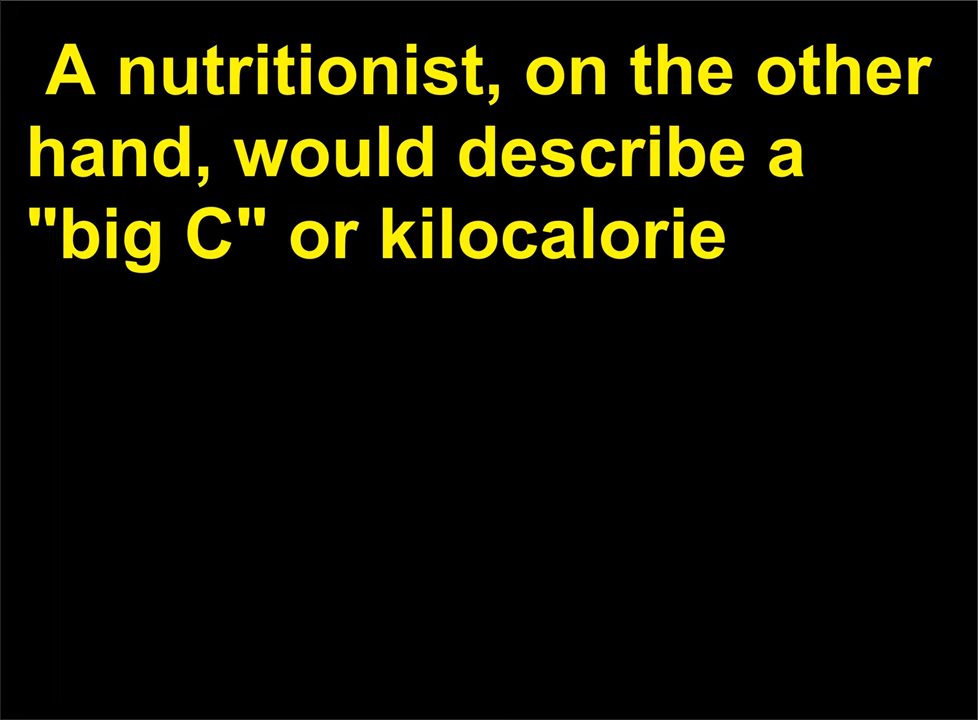 A nutritionist, on the other
hand, would describe a
"big C" or kilocalorie